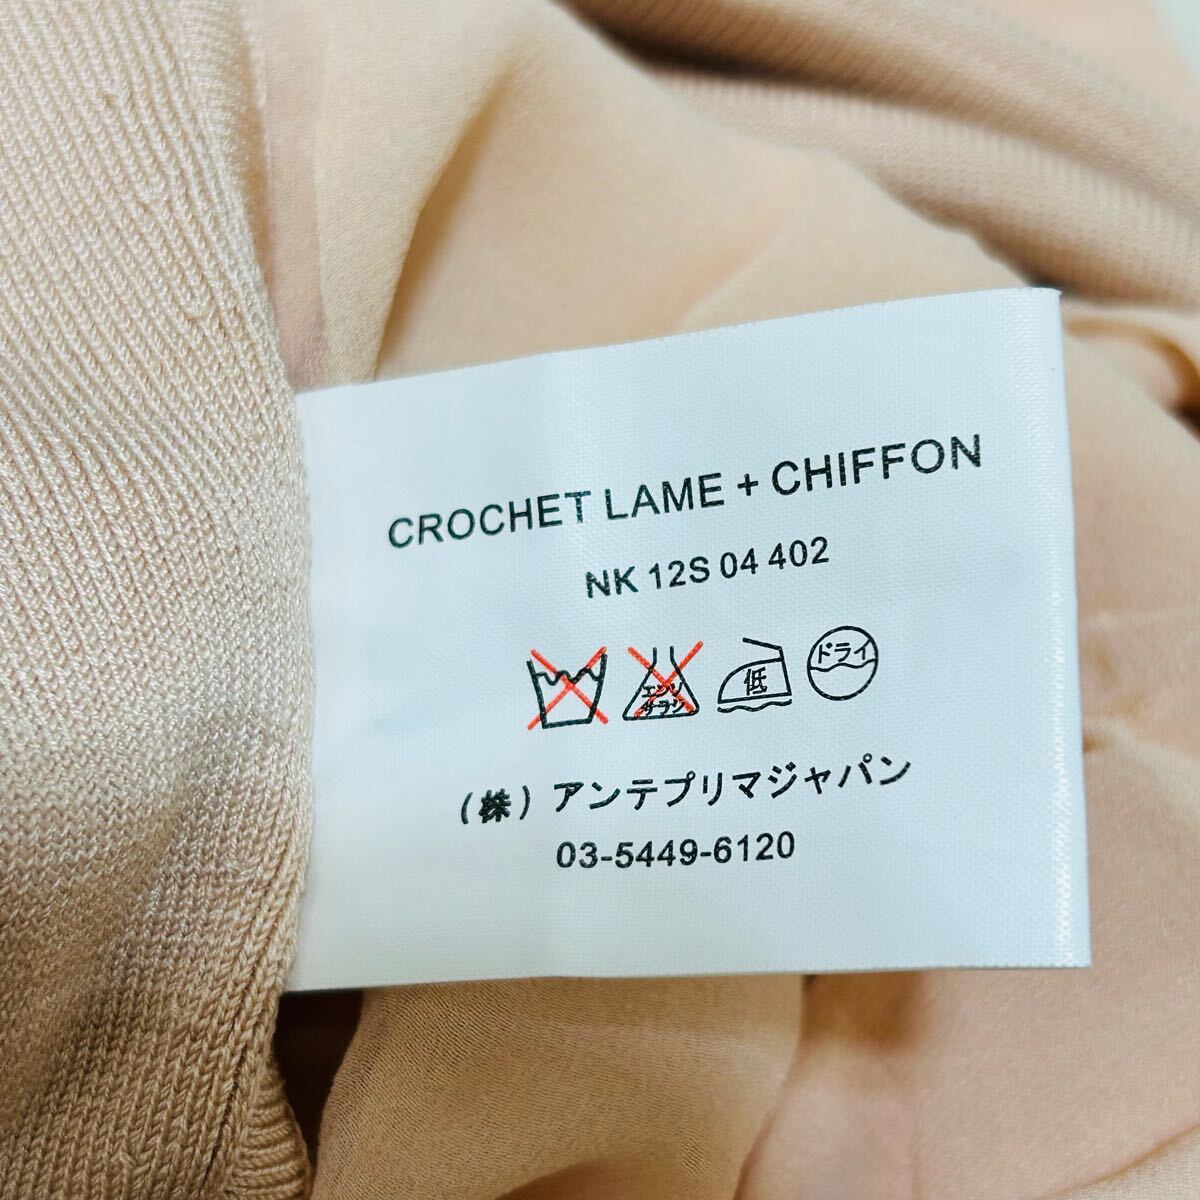 CROCHET LAME + CHIFFON
NK 12S 04 402
エンソ
サラシ
低
ドライ
(株)アンテプリマジャパン
03-5449-6120